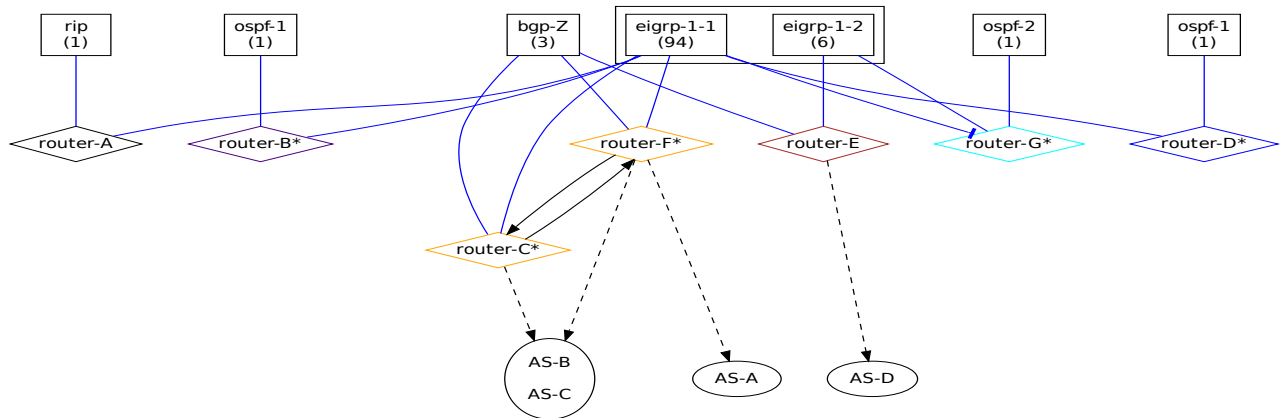 rip
(1)
ospf-1
(1)
bgp-Z
(3)
eigrp-1-1
(94)
eigrp-1-2
(6)
ospf-2
(1)
ospf-1
(1)
router-A
router-B*
router-F*
router-E
router-G*
router-D*
router-C*
AS-B
AS-C
AS-A
AS-D